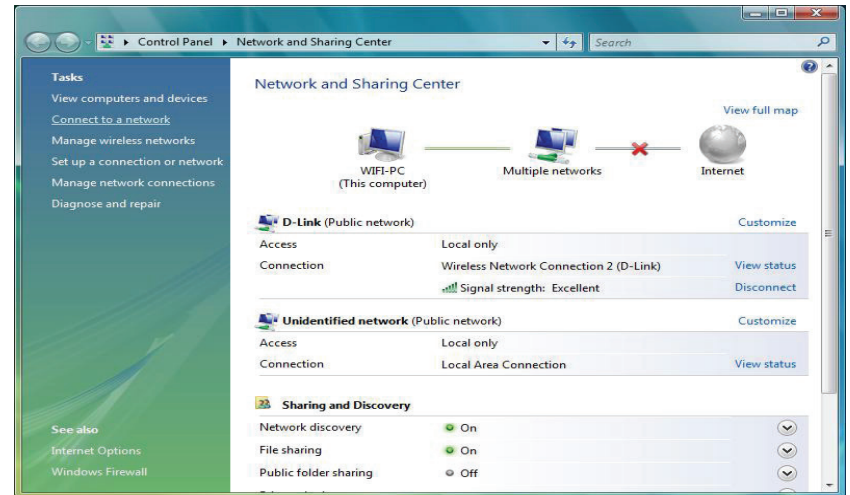 Control Panel ▸ Network and Sharing Center
Search
Tasks
View computers and devices
Connect to a network
Manage wireless networks
Set up a connection or network
Manage network connections
Diagnose and repair
See also
Internet Options
Windows Firewall
Network and Sharing Center
View full map
WIFI-PC
(This computer)
Multiple networks
Internet
D-Link (Public network) Customize
Access Local only
Connection Wireless Network Connection 2 (D-Link) View status
Signal strength: Excellent Disconnect
Unidentified network (Public network) Customize
Access Local only
Connection Local Area Connection View status
Sharing and Discovery
Network discovery On
File sharing On
Public folder sharing Off